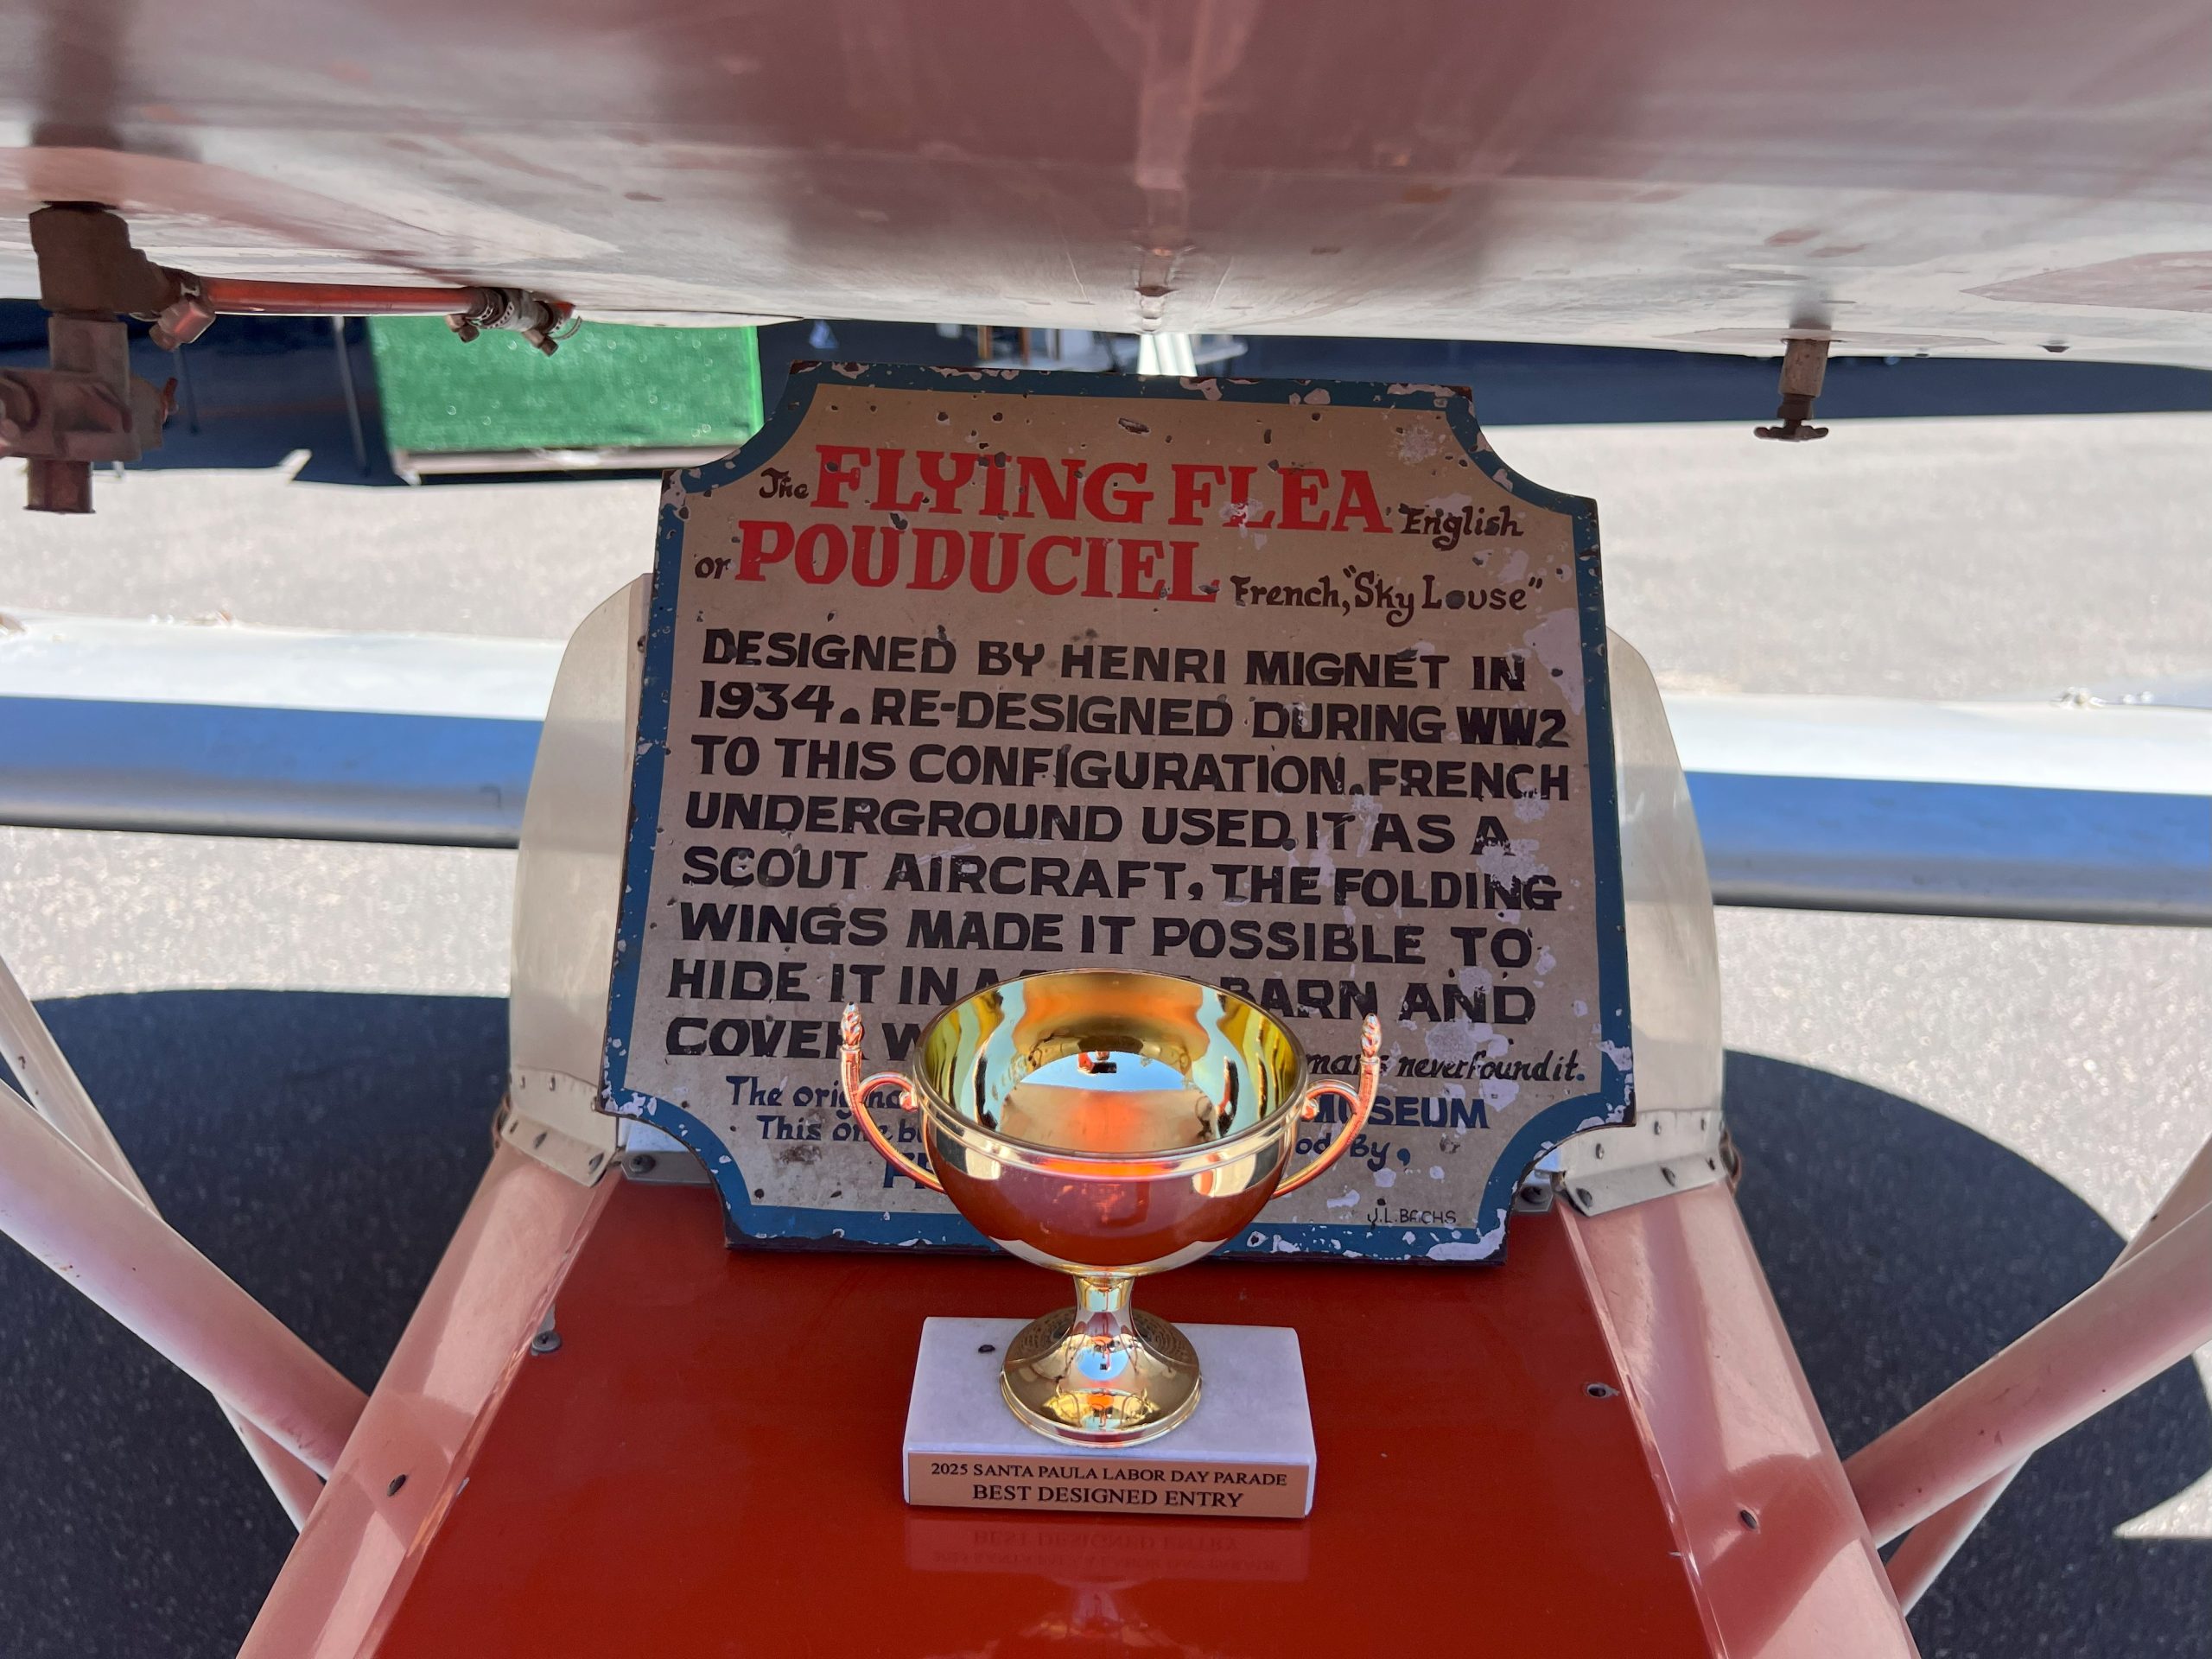 The FLYING FLEA English
or POUDUCIEL French, "Sky Louse"
DESIGNED BY HENRI MIGNET IN
1934. RE-DESIGNED DURING WW2
TO THIS CONFIGURATION. FRENCH
UNDERGROUND USED IT AS A
SCOUT AIRCRAFT. THE FOLDING
WINGS MADE IT POSSIBLE TO
HIDE IT IN A BARN AND
COVER never found it.
The MUSEUM
This one By,
J.L. BACHS
2025 SANTA PAULA LABOR DAY PARADE
BEST DESIGNED ENTRY